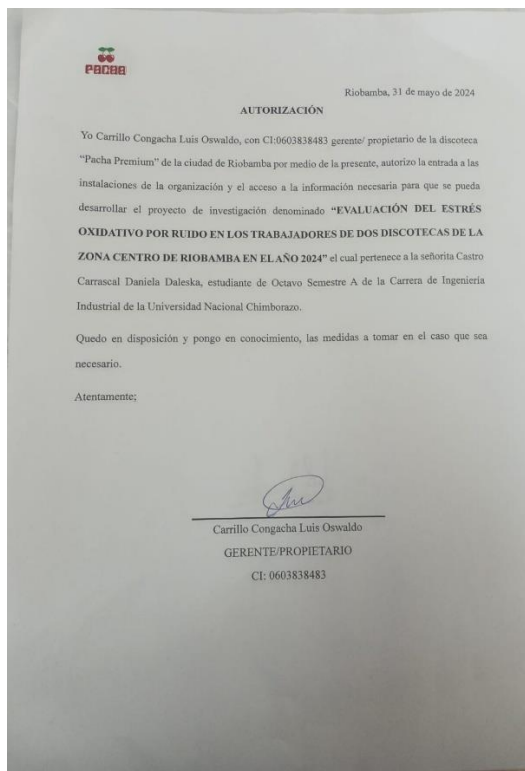 PACHA
Riobamba, 31 de mayo de 2024
AUTORIZACIÓN
Yo Carrillo Congacha Luis Oswaldo, con CI:0603838483 gerente/ propietario de la discoteca
“Pacha Premium” de la ciudad de Riobamba por medio de la presente, autorizo la entrada a las
instalaciones de la organización y el acceso a la información necesaria para que se pueda
desarrollar el proyecto de investigación denominado “EVALUACIÓN DEL ESTRÉS
OXIDATIVO POR RUIDO EN LOS TRABAJADORES DE DOS DISCOTECAS DE LA
ZONA CENTRO DE RIOBAMBA EN EL AÑO 2024” el cual pertenece a la señorita Castro
Carrascal Daniela Daleska, estudiante de Octavo Semestre A de la Carrera de Ingeniería
Industrial de la Universidad Nacional Chimborazo.
Quedo en disposición y pongo en conocimiento, las medidas a tomar en el caso que sea
necesario.
Atentamente;
Carrillo Congacha Luis Oswaldo
GERENTE/PROPIETARIO
CI: 0603838483